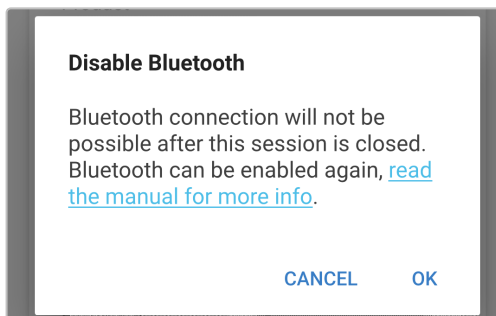 Disable Bluetooth
Bluetooth connection will not be
possible after this session is closed.
Bluetooth can be enabled again, read
the manual for more info.
CANCEL OK